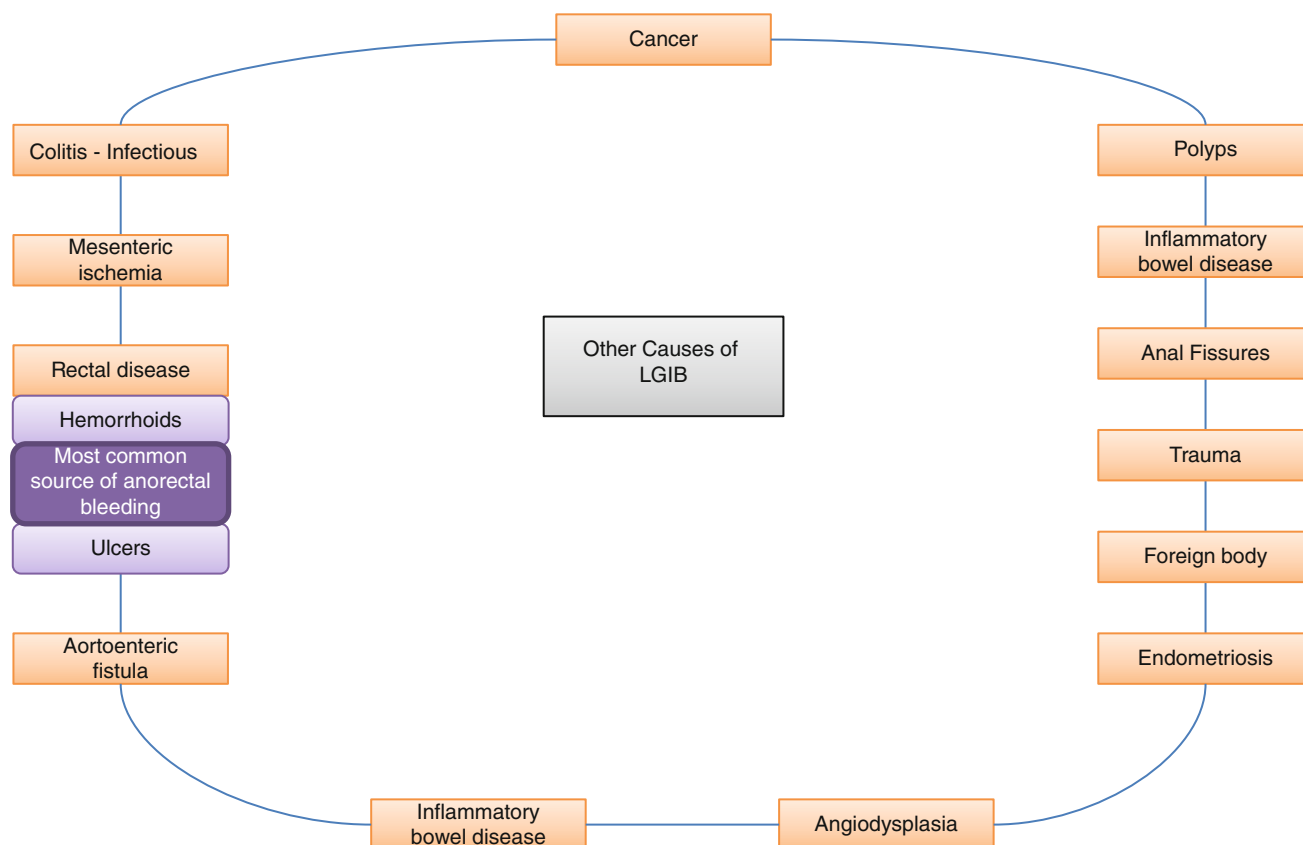 Cancer
Colitis - Infectious
Polyps
Mesenteric
ischemia
Inflammatory
bowel disease
Other Causes of
LGIB
Rectal disease
Anal Fissures
Hemorrhoids
Most common
source of anorectal
bleeding
Trauma
Ulcers
Foreign body
Aortoenteric
fistula
Endometriosis
Inflammatory
bowel disease
Angiodysplasia